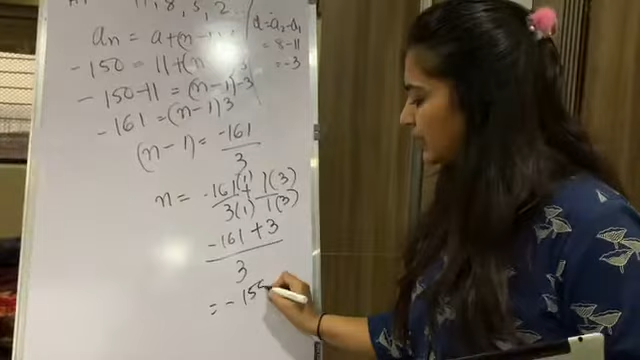 11, 8, 5, 2 ..
d = a₂ - a₁
= 8 - 11
= -3
aₙ = a + (n - 1)
-150 = 11 + (n
-150 - 11 = (n - 1) - 3
-161 = (n - 1) 3
(n - 1) = -161 / 3
n = -161(1) / 3(1) + 1(3) / 1(3)
-161 + 3 / 3
= - 15